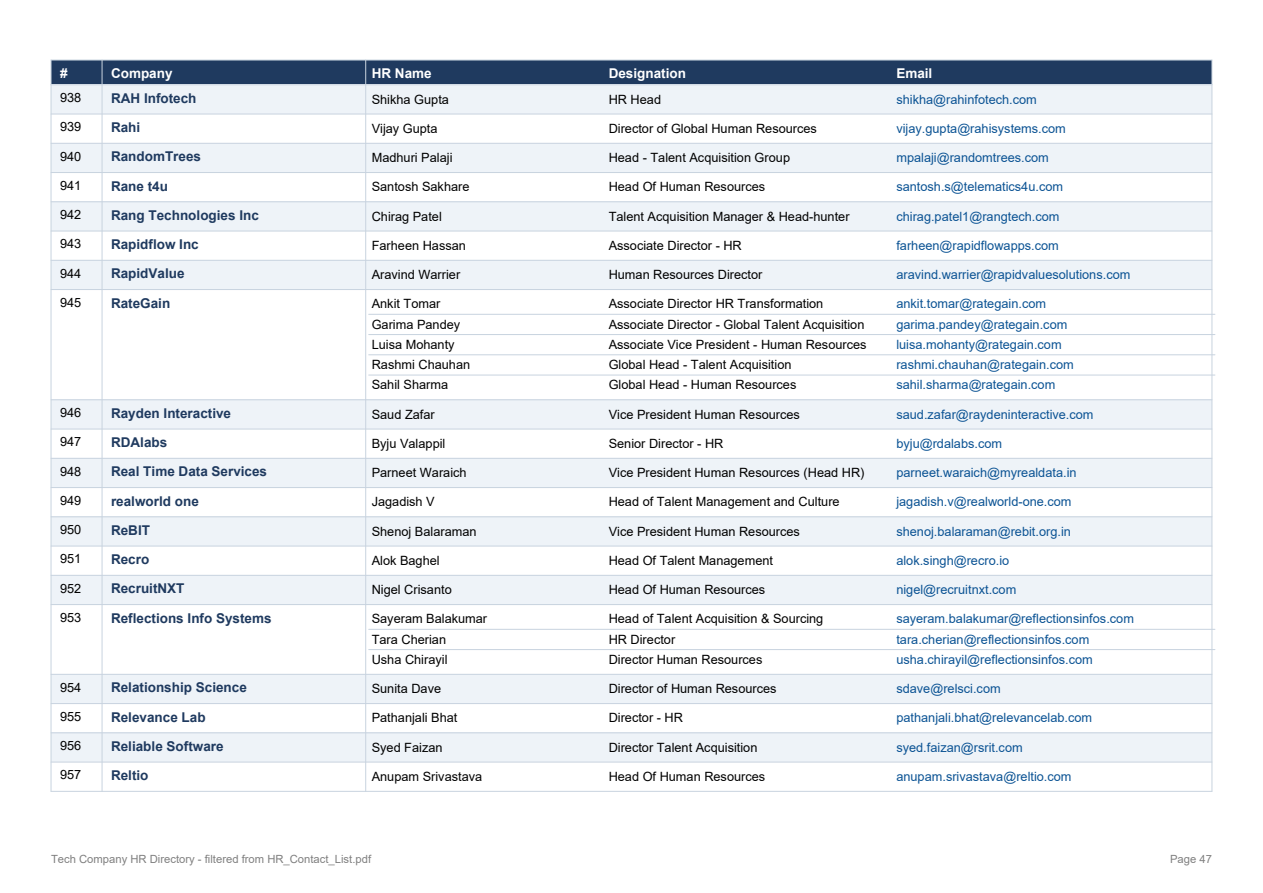 # Company HR Name Designation Email
938 RAH Infotech Shikha Gupta HR Head shikha@rahinfotech.com
939 Rahi Vijay Gupta Director of Global Human Resources vijay.gupta@rahisystems.com
940 RandomTrees Madhuri Palaji Head - Talent Acquisition Group mpalaji@randomtrees.com
941 Rane t4u Santosh Sakhare Head Of Human Resources santosh.s@telematics4u.com
942 Rang Technologies Inc Chirag Patel Talent Acquisition Manager & Head-hunter chirag.patel1@rangtech.com
943 Rapidflow Inc Farheen Hassan Associate Director - HR farheen@rapidflowapps.com
944 RapidValue Aravind Warrier Human Resources Director aravind.warrier@rapidvaluesolutions.com
945 RateGain Ankit Tomar Associate Director HR Transformation ankit.tomar@rategain.com
Garima Pandey Associate Director - Global Talent Acquisition garima.pandey@rategain.com
Luisa Mohanty Associate Vice President - Human Resources luisa.mohanty@rategain.com
Rashmi Chauhan Global Head - Talent Acquisition rashmi.chauhan@rategain.com
Sahil Sharma Global Head - Human Resources sahil.sharma@rategain.com
946 Rayden Interactive Saud Zafar Vice President Human Resources saud.zafar@raydeninteractive.com
947 RDAlabs Byju Valappil Senior Director - HR byju@rdalabs.com
948 Real Time Data Services Parneet Waraich Vice President Human Resources (Head HR) parneet.waraich@myrealdata.in
949 realworld one Jagadish V Head of Talent Management and Culture jagadish.v@realworld-one.com
950 ReBIT Shenoj Balaraman Vice President Human Resources shenoj.balaraman@rebit.org.in
951 Recro Alok Baghel Head Of Talent Management alok.singh@recro.io
952 RecruitNXT Nigel Crisanto Head Of Human Resources nigel@recruitnxt.com
953 Reflections Info Systems Sayeram Balakumar Head of Talent Acquisition & Sourcing sayeram.balakumar@reflectionsinfos.com
Tara Cherian HR Director tara.cherian@reflectionsinfos.com
Usha Chirayil Director Human Resources usha.chirayil@reflectionsinfos.com
954 Relationship Science Sunita Dave Director of Human Resources sdave@relsci.com
955 Relevance Lab Pathanjali Bhat Director - HR pathanjali.bhat@relevancelab.com
956 Reliable Software Syed Faizan Director Talent Acquisition syed.faizan@rsrit.com
957 Reltio Anupam Srivastava Head Of Human Resources anupam.srivastava@reltio.com
Tech Company HR Directory - filtered from HR_Contact_List.pdf Page 47